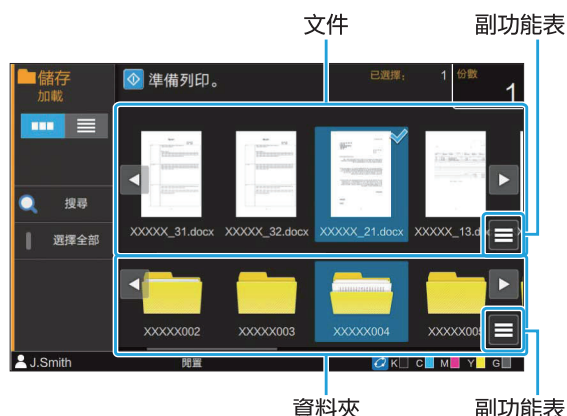 文件 副功能表
儲存
加載
準備列印。
已選擇： 1
份數
1
搜尋
選擇全部
XXXXX_31.docx XXXXX_32.docx XXXXX_21.docx XXXXX_13.d
XXXXX002 XXXXX003 XXXXX004 XXXXX005
J.Smith 閒置 K C M Y G
資料夾 副功能表